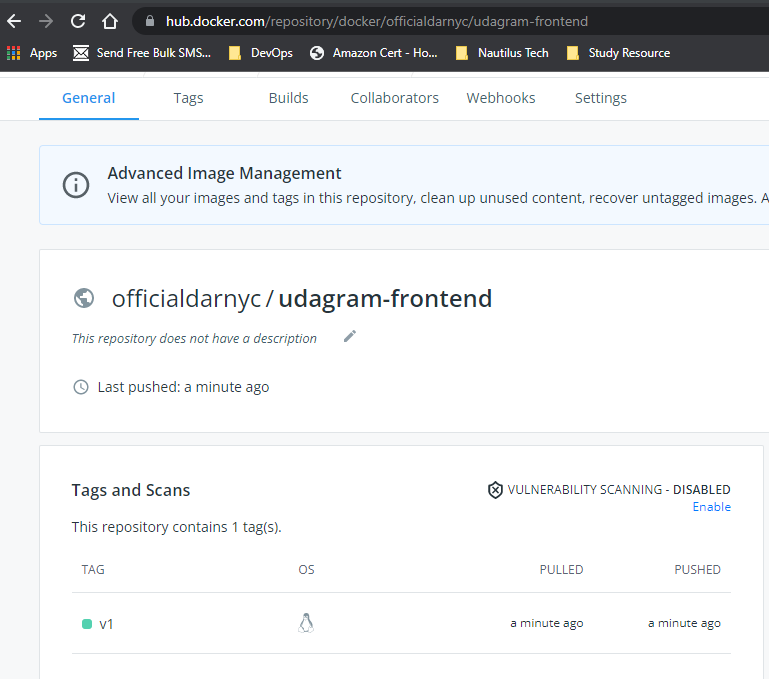 hub.docker.com/repository/docker/officialdarnyc/udagram-frontend
Apps Send Free Bulk SMS... DevOps Amazon Cert - Ho... Nautilus Tech Study Resource
General Tags Builds Collaborators Webhooks Settings
Advanced Image Management
View all your images and tags in this repository, clean up unused content, recover untagged images. A
officialdarnyc / udagram-frontend
This repository does not have a description
Last pushed: a minute ago
Tags and Scans
VULNERABILITY SCANNING - DISABLED
Enable
This repository contains 1 tag(s).
TAG OS PULLED PUSHED
v1 a minute ago a minute ago